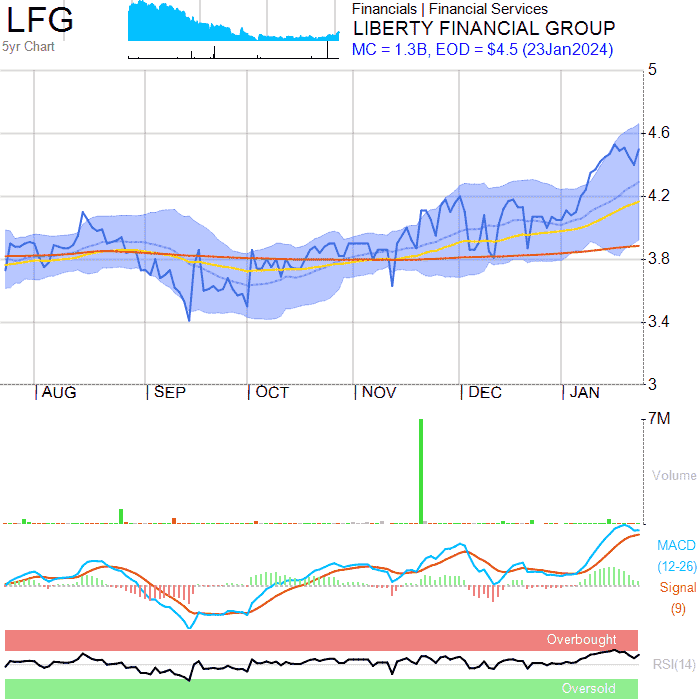 LFG
5yr Chart
Financials | Financial Services
LIBERTY FINANCIAL GROUP
MC = 1.3B, EOD = $4.5 (23Jan2024)
5
4.6
4.2
3.8
3.4
3
AUG SEP OCT NOV DEC JAN
7M
Volume
MACD
(12-26)
Signal
(9)
Overbought
RSI(14)
Oversold